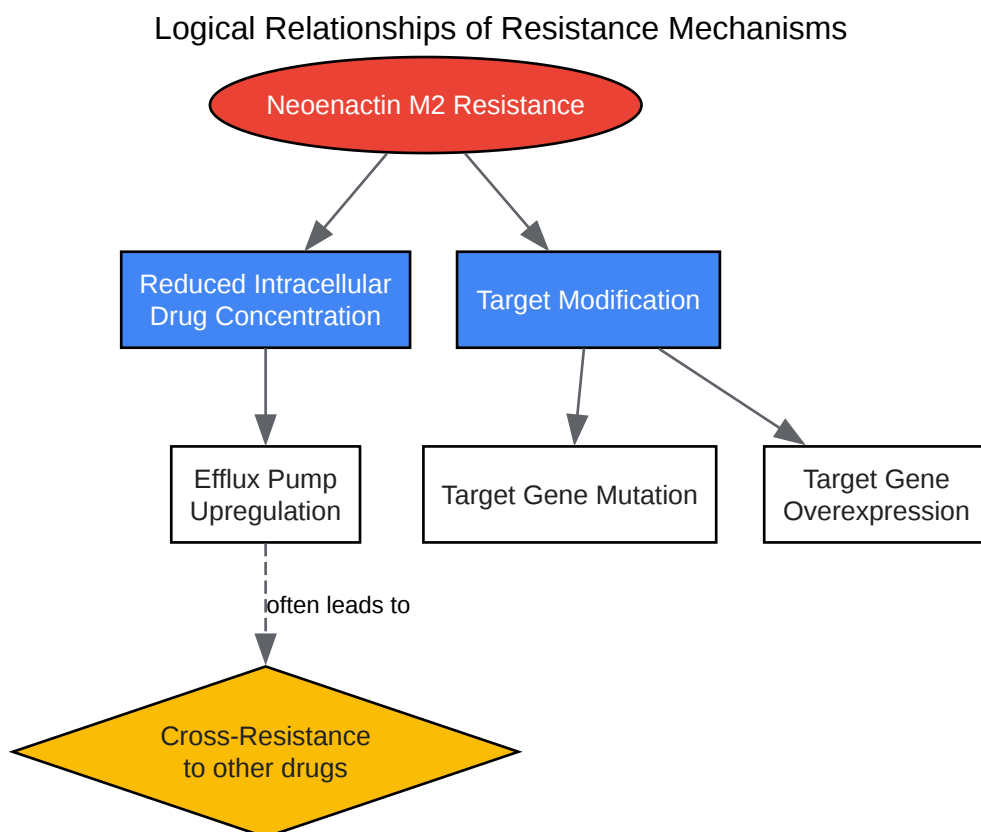 Logical Relationships of Resistance Mechanisms
Neoenactin M2 Resistance
Reduced Intracellular
Drug Concentration
Target Modification
Efflux Pump
Upregulation
Target Gene Mutation
Target Gene
Overexpression
often leads to
Cross-Resistance
to other drugs